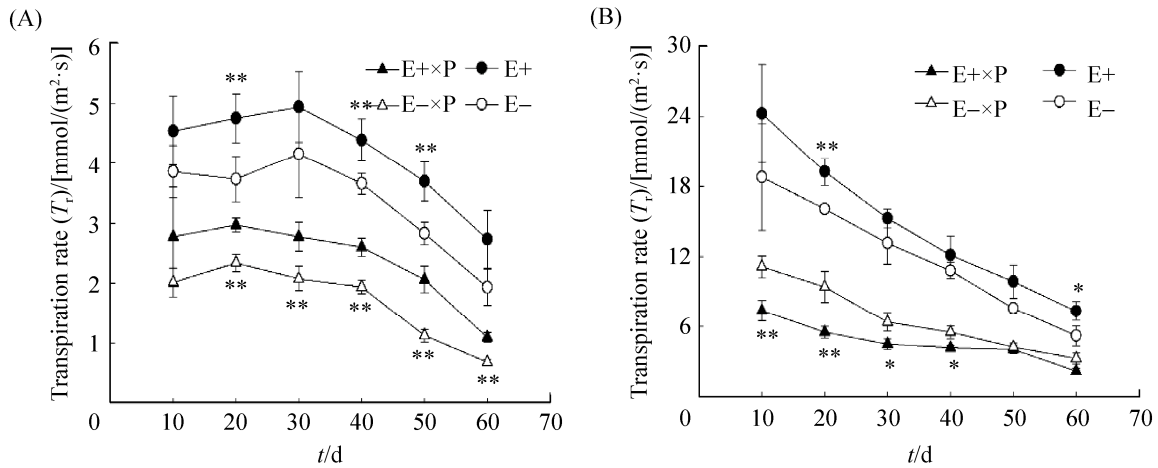 (A)
Transpiration rate (Tr)/[mmol/(m²·s)]
6
5
4
3
2
1
0
10 20 30 40 50 60 70
t/d
E+×P E+
E−×P E−
**
**
**
**
**
**
**
**
(B)
Transpiration rate (Tr)/[mmol/(m²·s)]
30
24
18
12
6
0
10 20 30 40 50 60 70
t/d
E+×P E+
E−×P E−
**
*
**
**
*
*